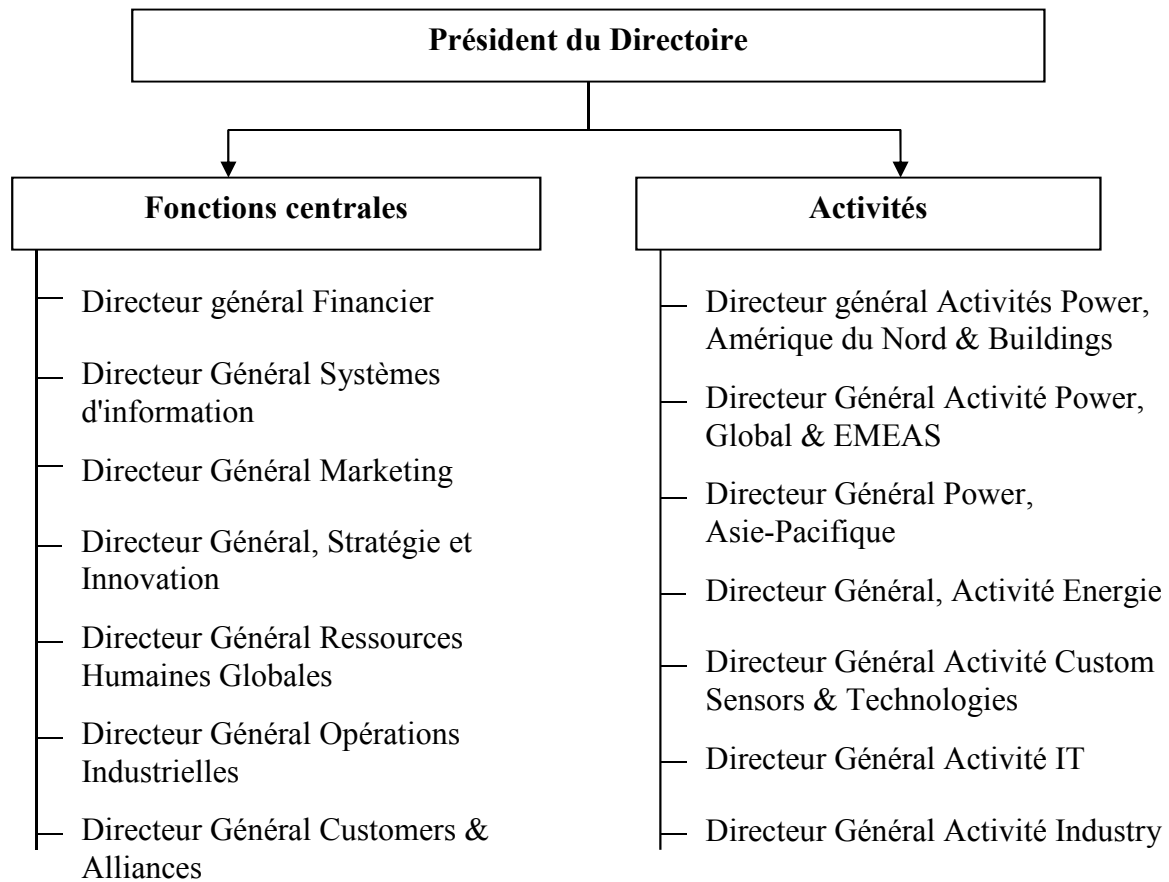 Président du Directoire
Fonctions centrales
Directeur général Financier
Directeur Général Systèmes
d'information
Directeur Général Marketing
Directeur Général, Stratégie et
Innovation
Directeur Général Ressources
Humaines Globales
Directeur Général Opérations
Industrielles
Directeur Général Customers &
Alliances
Activités
Directeur général Activités Power,
Amérique du Nord & Buildings
Directeur Général Activité Power,
Global & EMEAS
Directeur Général Power,
Asie-Pacifique
Directeur Général, Activité Energie
Directeur Général Activité Custom
Sensors & Technologies
Directeur Général Activité IT
Directeur Général Activité Industry